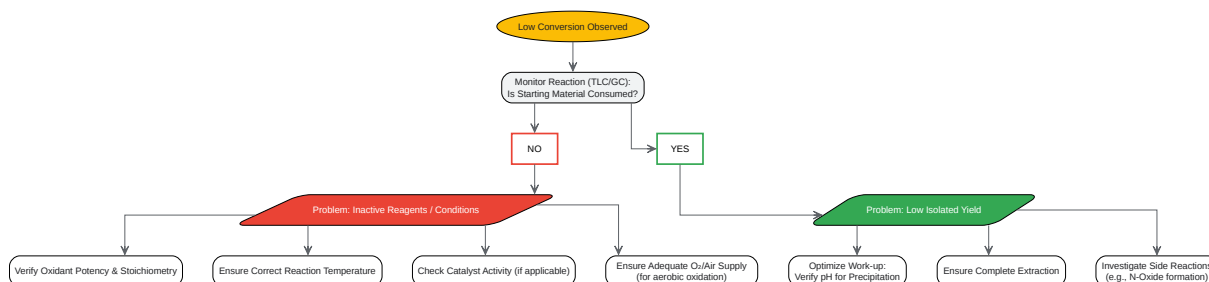 Low Conversion Observed
Monitor Reaction (TLC/GC):
Is Starting Material Consumed?
NO
YES
Problem: Inactive Reagents / Conditions
Problem: Low Isolated Yield
Verify Oxidant Potency & Stoichiometry
Ensure Correct Reaction Temperature
Check Catalyst Activity (if applicable)
Ensure Adequate O₂/Air Supply
(for aerobic oxidation)
Optimize Work-up:
Verify pH for Precipitation
Ensure Complete Extraction
Investigate Side Reactions
(e.g., N-Oxide formation)